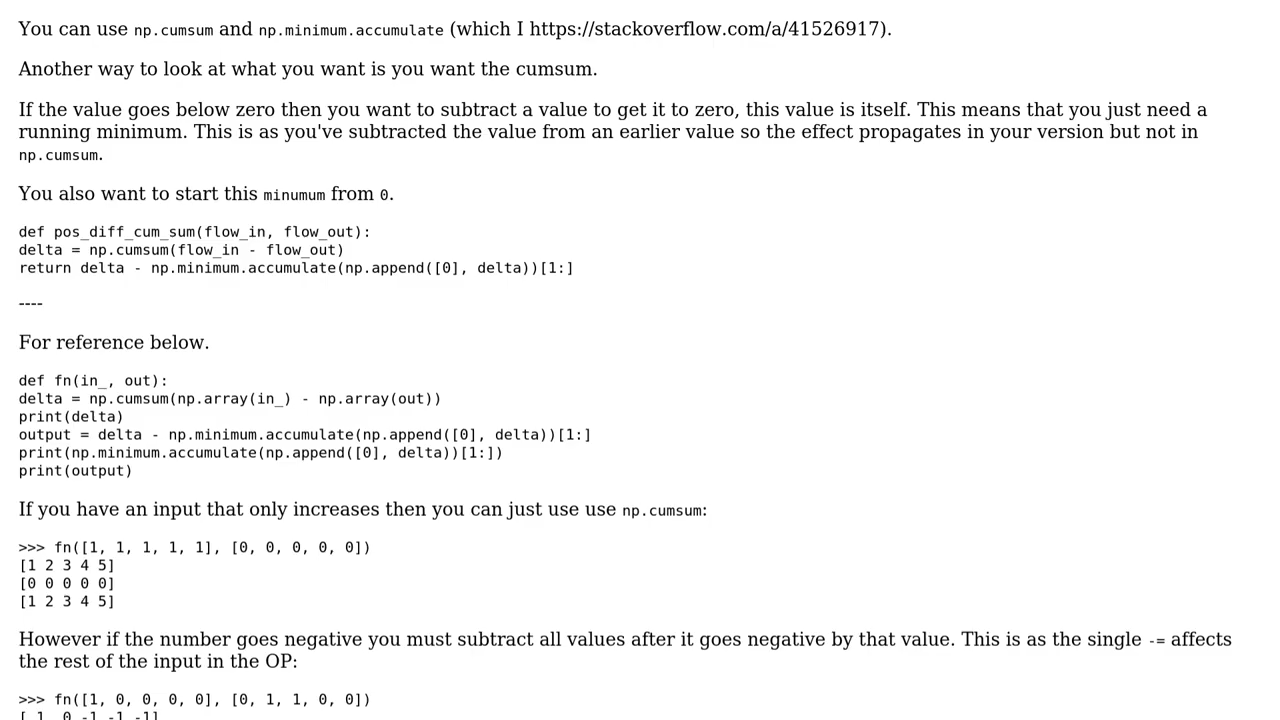 You can use np.cumsum and np.minimum.accumulate (which I https://stackoverflow.com/a/41526917).
Another way to look at what you want is you want the cumsum.
If the value goes below zero then you want to subtract a value to get it to zero, this value is itself. This means that you just need a
running minimum. This is as you've subtracted the value from an earlier value so the effect propagates in your version but not in
np.cumsum.
You also want to start this minumum from 0.
def pos_diff_cum_sum(flow_in, flow_out):
delta = np.cumsum(flow_in - flow_out)
return delta - np.minimum.accumulate(np.append([0], delta))[1:]
----
For reference below.
def fn(in_, out):
delta = np.cumsum(np.array(in_) - np.array(out))
print(delta)
output = delta - np.minimum.accumulate(np.append([0], delta))[1:]
print(np.minimum.accumulate(np.append([0], delta))[1:])
print(output)
If you have an input that only increases then you can just use use np.cumsum:
>>> fn([1, 1, 1, 1, 1], [0, 0, 0, 0, 0])
[1 2 3 4 5]
[0 0 0 0 0]
[1 2 3 4 5]
However if the number goes negative you must subtract all values after it goes negative by that value. This is as the single -= affects
the rest of the input in the OP:
>>> fn([1, 0, 0, 0, 0], [0, 1, 1, 0, 0])
[ 1  0 -1 -1 -1]